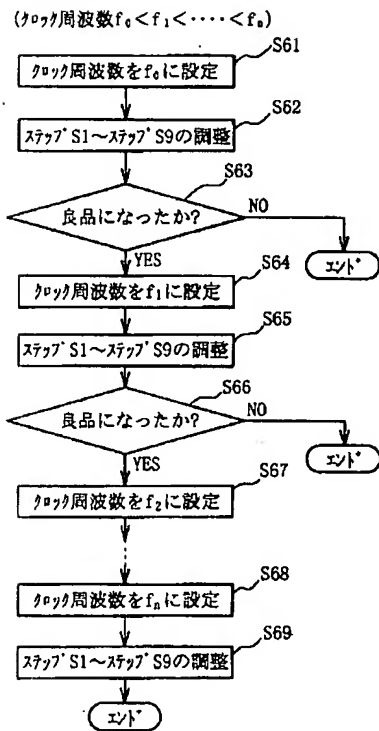 (クロック周波数f₀<f₁<‥‥<fₙ)
S61
クロック周波数をf₀に設定
S62
ステップS1～ステップS9の調整
S63
良品になったか?
NO
エンド
YES
S64
クロック周波数をf₁に設定
S65
ステップS1～ステップS9の調整
S66
良品になったか?
NO
エンド
YES
S67
クロック周波数をf₂に設定
S68
クロック周波数をfₙに設定
S69
ステップS1～ステップS9の調整
エンド